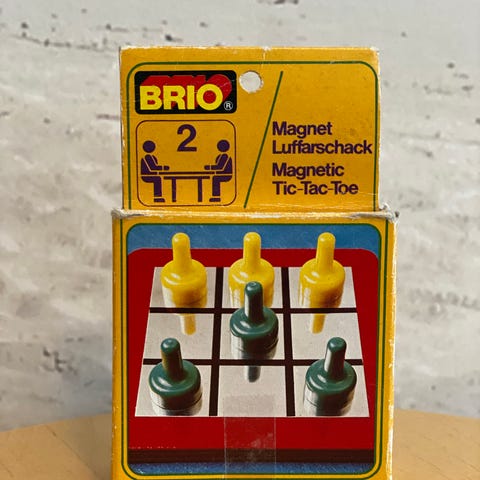 BRIO®
2
Magnet
Luffarschack
Magnetic
Tic-Tac-Toe